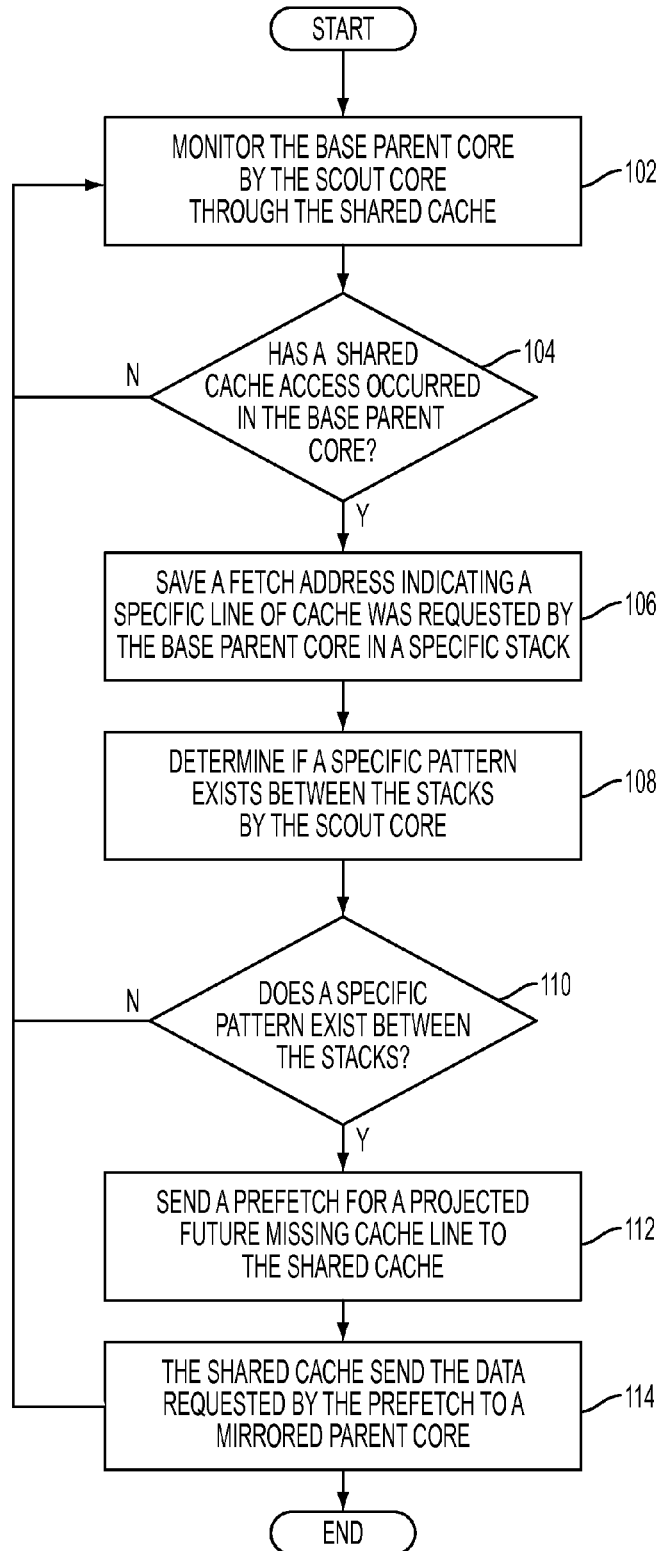 START
MONITOR THE BASE PARENT CORE
BY THE SCOUT CORE
THROUGH THE SHARED CACHE
102
HAS A SHARED
CACHE ACCESS OCCURRED
IN THE BASE PARENT
CORE?
104
N
Y
SAVE A FETCH ADDRESS INDICATING A
SPECIFIC LINE OF CACHE WAS REQUESTED BY
THE BASE PARENT CORE IN A SPECIFIC STACK
106
DETERMINE IF A SPECIFIC PATTERN
EXISTS BETWEEN THE STACKS
BY THE SCOUT CORE
108
DOES A SPECIFIC
PATTERN EXIST BETWEEN
THE STACKS?
110
N
Y
SEND A PREFETCH FOR A PROJECTED
FUTURE MISSING CACHE LINE TO
THE SHARED CACHE
112
THE SHARED CACHE SEND THE DATA
REQUESTED BY THE PREFETCH TO A
MIRRORED PARENT CORE
114
END